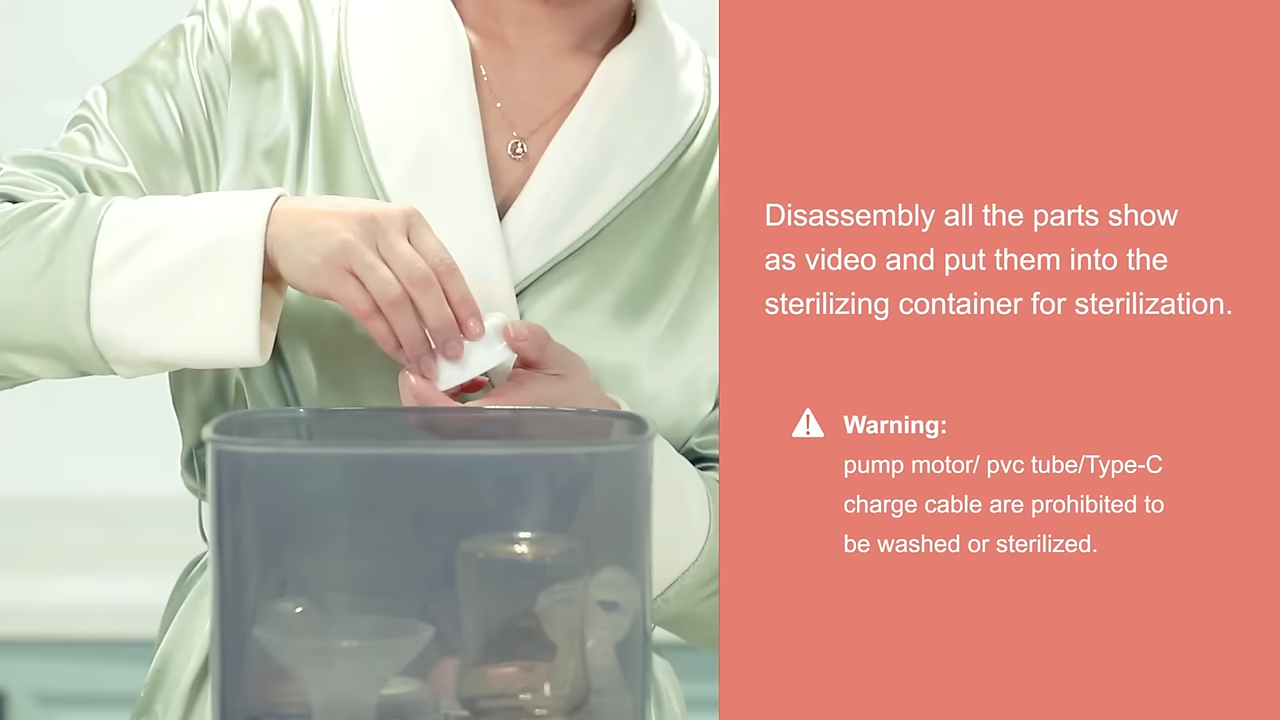 Disassembly all the parts show
as video and put them into the
sterilizing container for sterilization.
Warning:
pump motor/ pvc tube/Type-C
charge cable are prohibited to
be washed or sterilized.